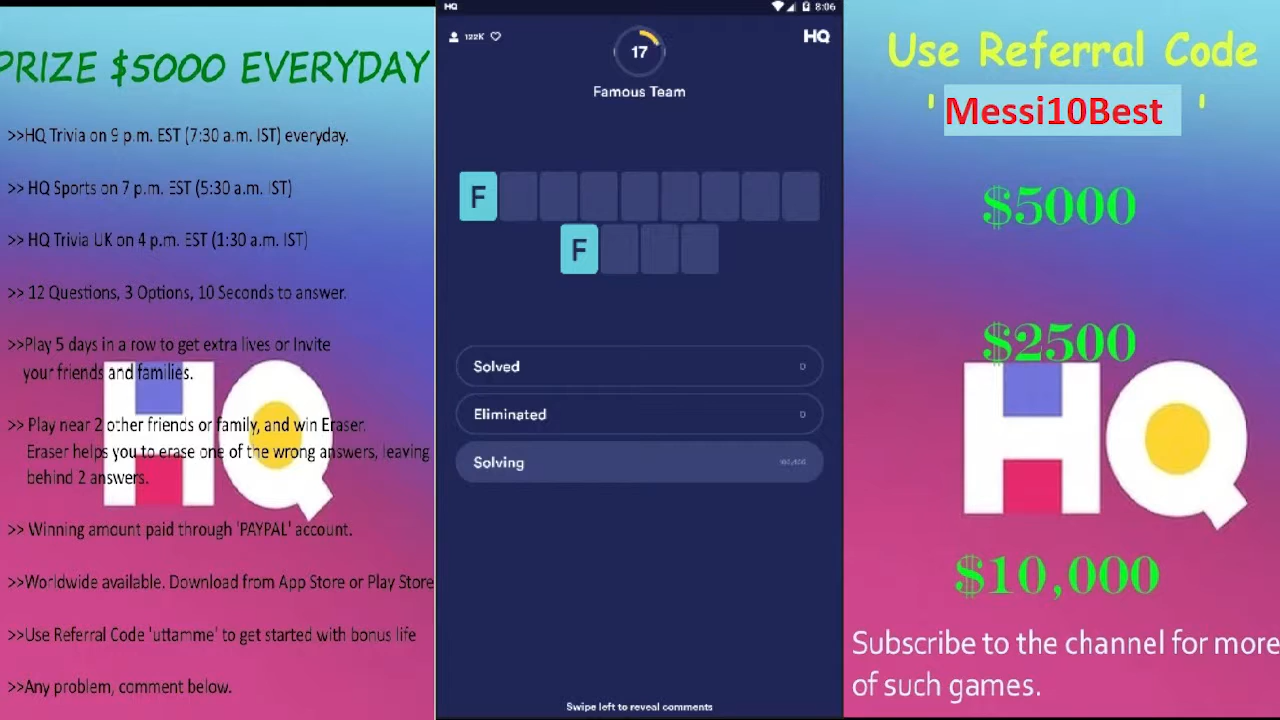 PRIZE $5000 EVERYDAY
>>HQ Trivia on 9 p.m. EST (7:30 a.m. IST) everyday.
>> HQ Sports on 7 p.m. EST (5:30 a.m. IST)
>> HQ Trivia UK on 4 p.m. EST (1:30 a.m. IST)
>> 12 Questions, 3 Options, 10 Seconds to answer.
>>Play 5 days in a row to get extra lives or Invite
your friends and families.
>> Play near 2 other friends or family, and win Eraser.
Eraser helps you to erase one of the wrong answers, leaving
behind 2 answers.
>> Winning amount paid through 'PAYPAL' account.
>>Worldwide available. Download from App Store or Play Store
>>Use Referral Code 'uttamme' to get started with bonus life
>>Any problem, comment below.
HQ
HQ
8:06
122K
HQ
17
Famous Team
F
F
Solved 0
Eliminated 0
Solving
Swipe left to reveal comments
Use Referral Code
' Messi10Best '
$5000
$2500
HQ
$10,000
Subscribe to the channel for more
of such games.